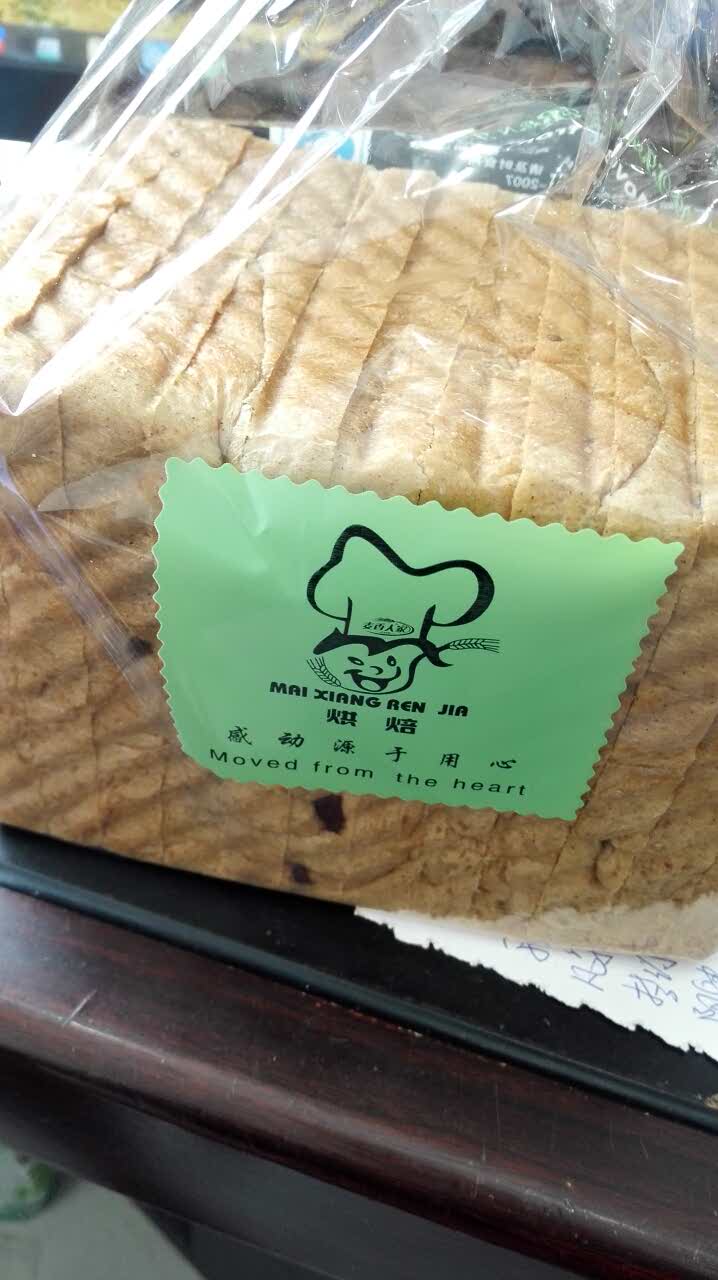 麦香人家
MAI XIANG REN JIA
烘焙
感动源于用心
Moved from the heart
2007